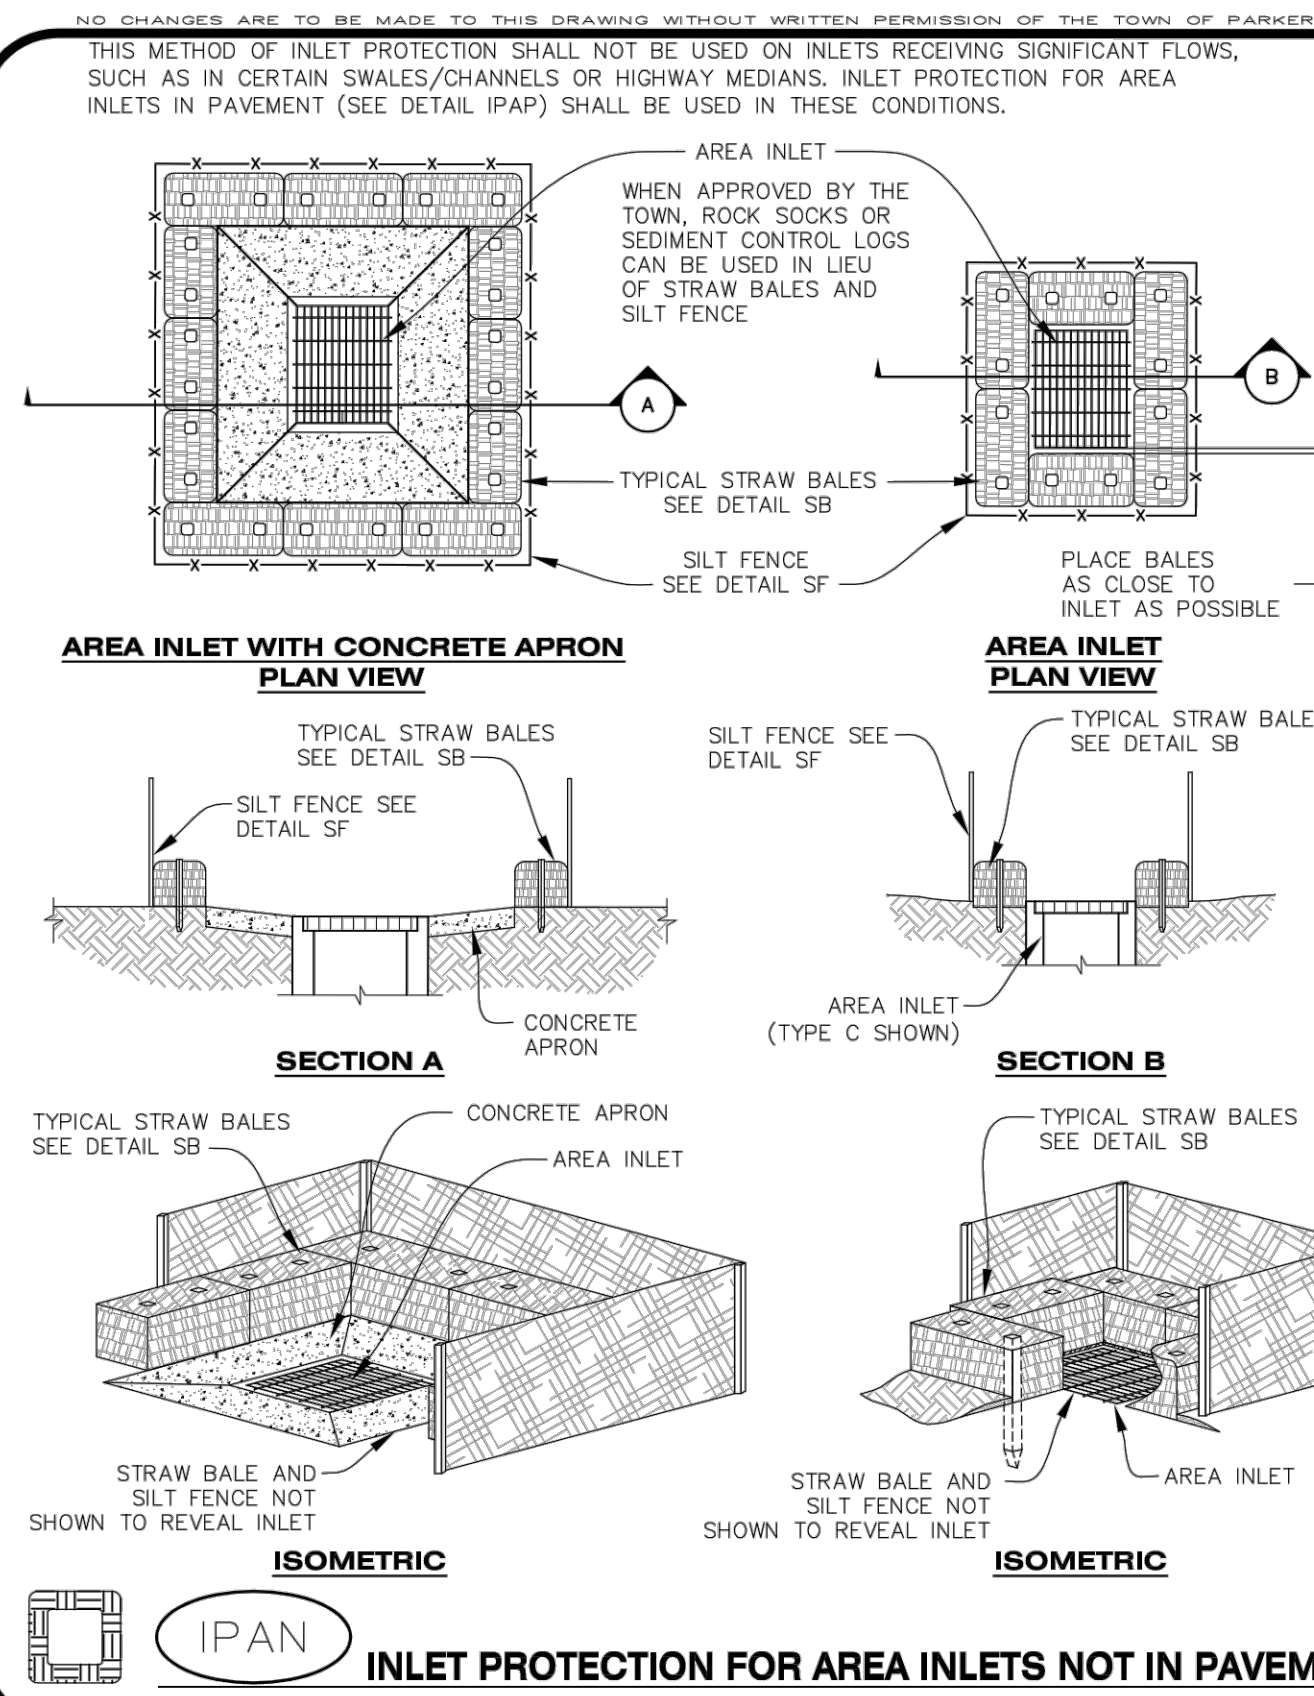 NO CHANGES ARE TO BE MADE TO THIS DRAWING WITHOUT WRITTEN PERMISSION OF THE TOWN OF PARKER
THIS METHOD OF INLET PROTECTION SHALL NOT BE USED ON INLETS RECEIVING SIGNIFICANT FLOWS,
SUCH AS IN CERTAIN SWALES/CHANNELS OR HIGHWAY MEDIANS. INLET PROTECTION FOR AREA
INLETS IN PAVEMENT (SEE DETAIL IPAP) SHALL BE USED IN THESE CONDITIONS.
AREA INLET
WHEN APPROVED BY THE
TOWN, ROCK SOCKS OR
SEDIMENT CONTROL LOGS
CAN BE USED IN LIEU
OF STRAW BALES AND
SILT FENCE
A
B
TYPICAL STRAW BALES
SEE DETAIL SB
SILT FENCE
SEE DETAIL SF
PLACE BALES
AS CLOSE TO
INLET AS POSSIBLE
AREA INLET WITH CONCRETE APRON
PLAN VIEW
AREA INLET
PLAN VIEW
TYPICAL STRAW BALES
SEE DETAIL SB
SILT FENCE SEE
DETAIL SF
CONCRETE
APRON
SECTION A
SILT FENCE SEE
DETAIL SF
TYPICAL STRAW BALE
SEE DETAIL SB
AREA INLET
(TYPE C SHOWN)
SECTION B
TYPICAL STRAW BALES
SEE DETAIL SB
CONCRETE APRON
AREA INLET
STRAW BALE AND
SILT FENCE NOT
SHOWN TO REVEAL INLET
ISOMETRIC
TYPICAL STRAW BALES
SEE DETAIL SB
STRAW BALE AND
SILT FENCE NOT
SHOWN TO REVEAL INLET
AREA INLET
ISOMETRIC
IPAN
INLET PROTECTION FOR AREA INLETS NOT IN PAVEM